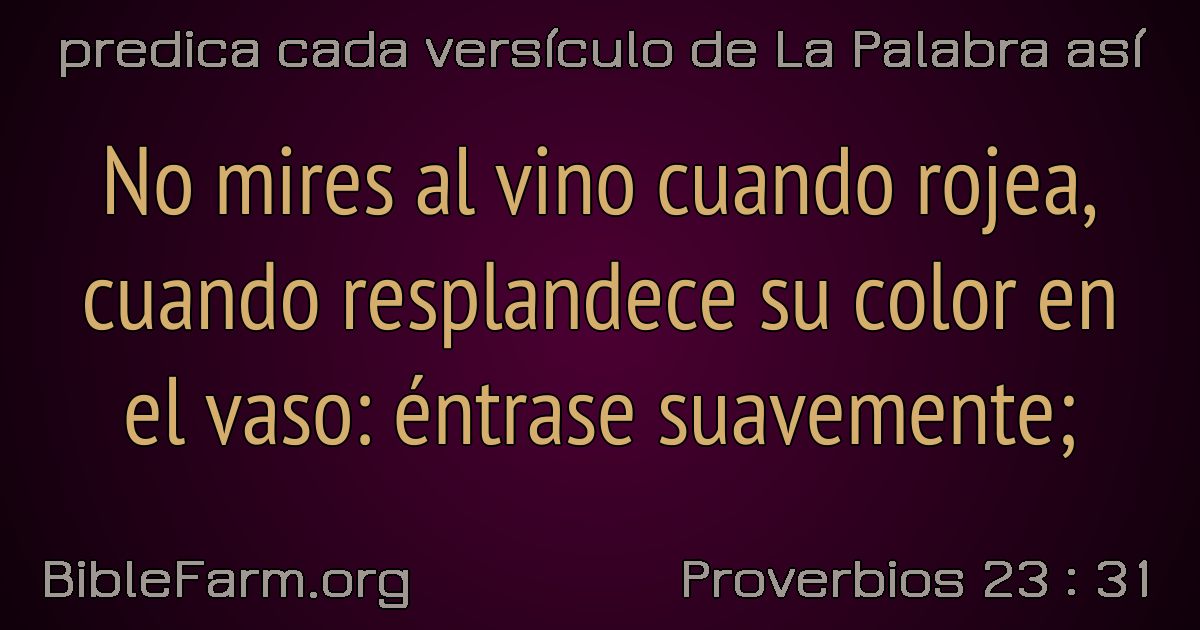 predica cada versículo de La Palabra así
No mires al vino cuando rojea,
cuando resplandece su color en
el vaso: éntrase suavemente;
BibleFarm.org
Proverbios 23 : 31